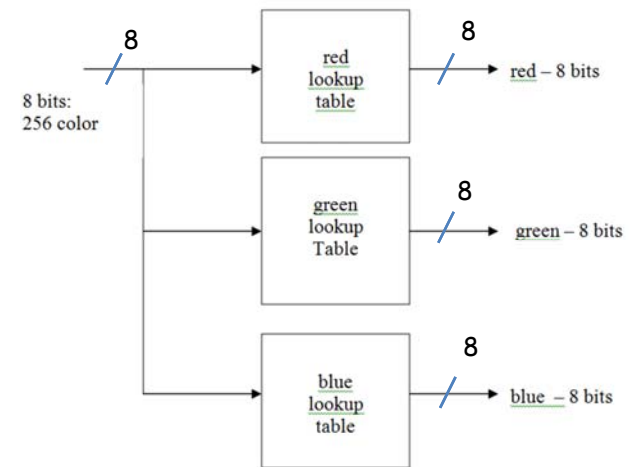 8
8 bits:
256 color
red
lookup
table
8
red – 8 bits
green
lookup
Table
8
green – 8 bits
blue
lookup
table
8
blue – 8 bits